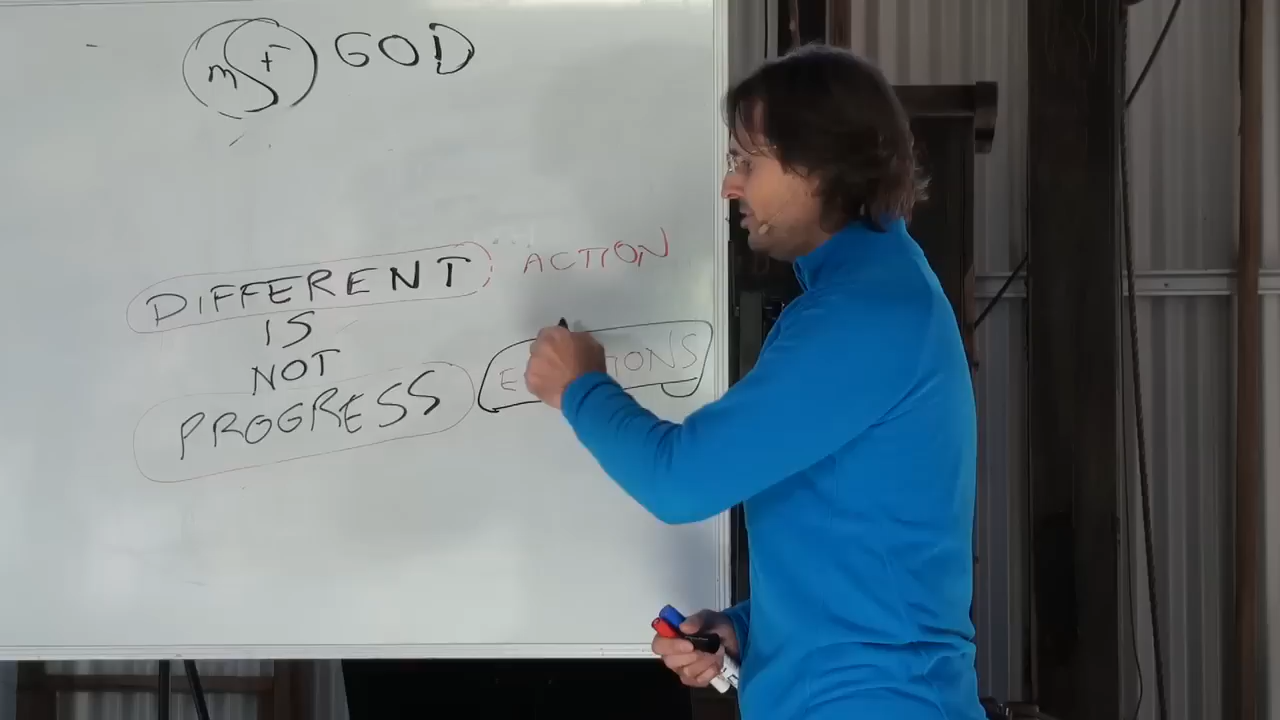 m f GOD
DIFFERENT ACTION
IS
NOT
PROGRESS